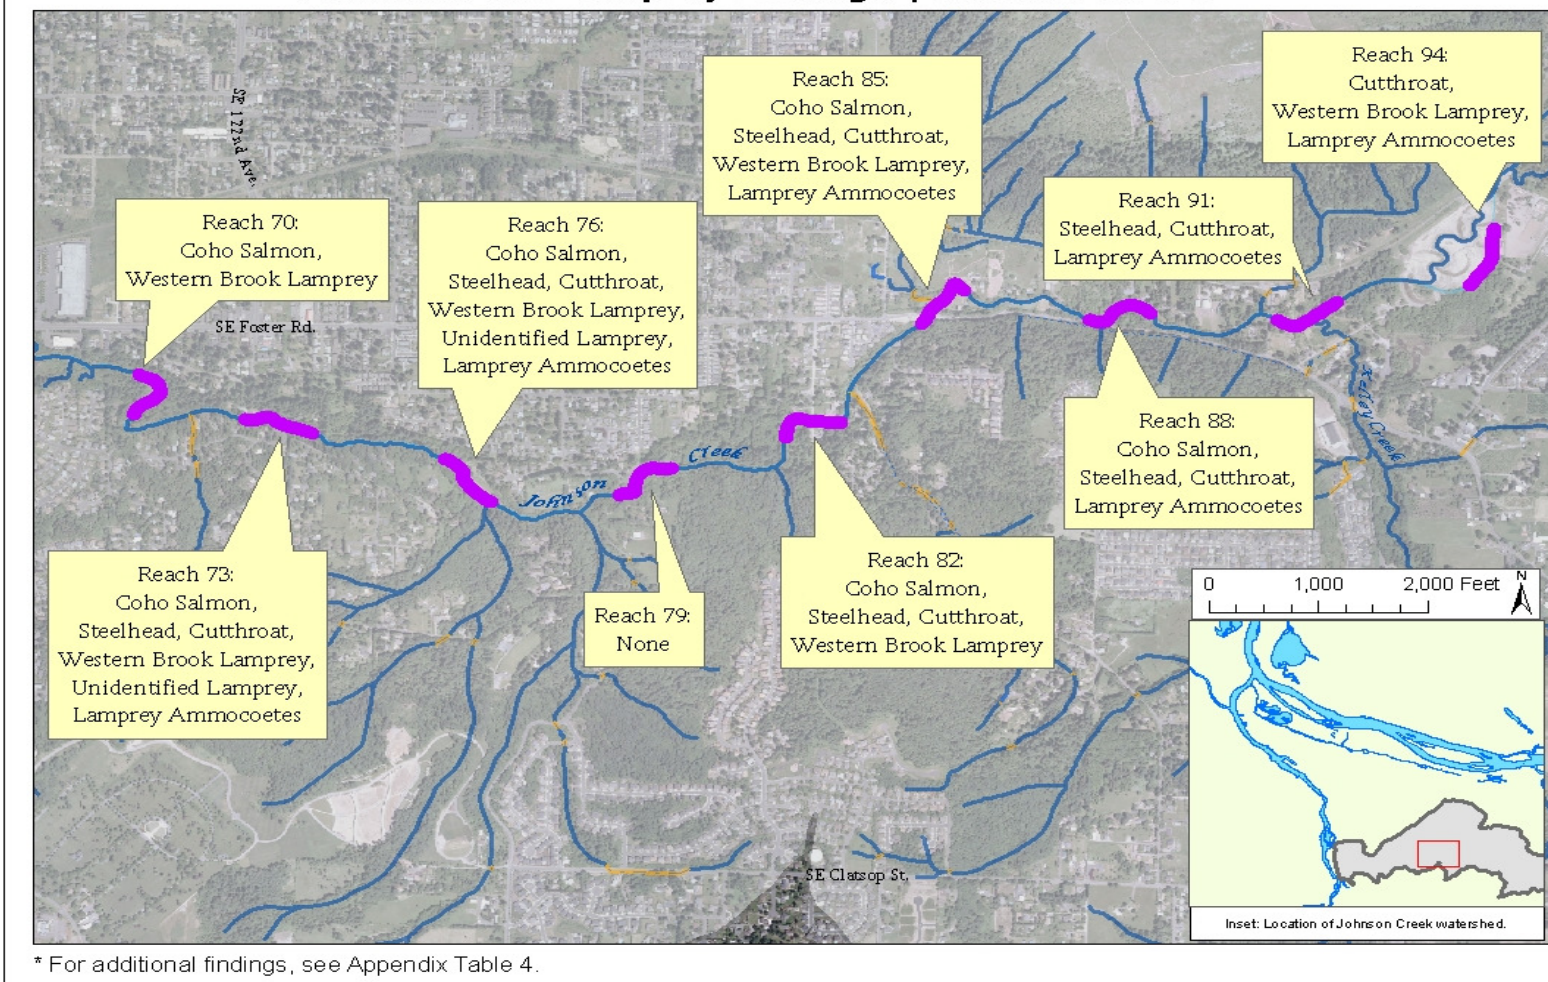 Reach 94:
Cutthroat,
Western Brook Lamprey,
Lamprey Ammocoetes
Reach 85:
Coho Salmon,
Steelhead, Cutthroat,
Western Brook Lamprey,
Lamprey Ammocoetes
SE 122nd Ave.
Reach 91:
Steelhead, Cutthroat,
Lamprey Ammocoetes
Reach 70:
Coho Salmon,
Western Brook Lamprey
Reach 76:
Coho Salmon,
Steelhead, Cutthroat,
Western Brook Lamprey,
Unidentified Lamprey,
Lamprey Ammocoetes
SE Foster Rd.
Kelley Creek
Reach 88:
Coho Salmon,
Steelhead, Cutthroat,
Lamprey Ammocoetes
Johnson Creek
Reach 73:
Coho Salmon,
Steelhead, Cutthroat,
Western Brook Lamprey,
Unidentified Lamprey,
Lamprey Ammocoetes
Reach 79:
None
Reach 82:
Coho Salmon,
Steelhead, Cutthroat,
Western Brook Lamprey
0 1,000 2,000 Feet
N
SE Clatsop St.
Inset: Location of Johnson Creek watershed.
* For additional findings, see Appendix Table 4.